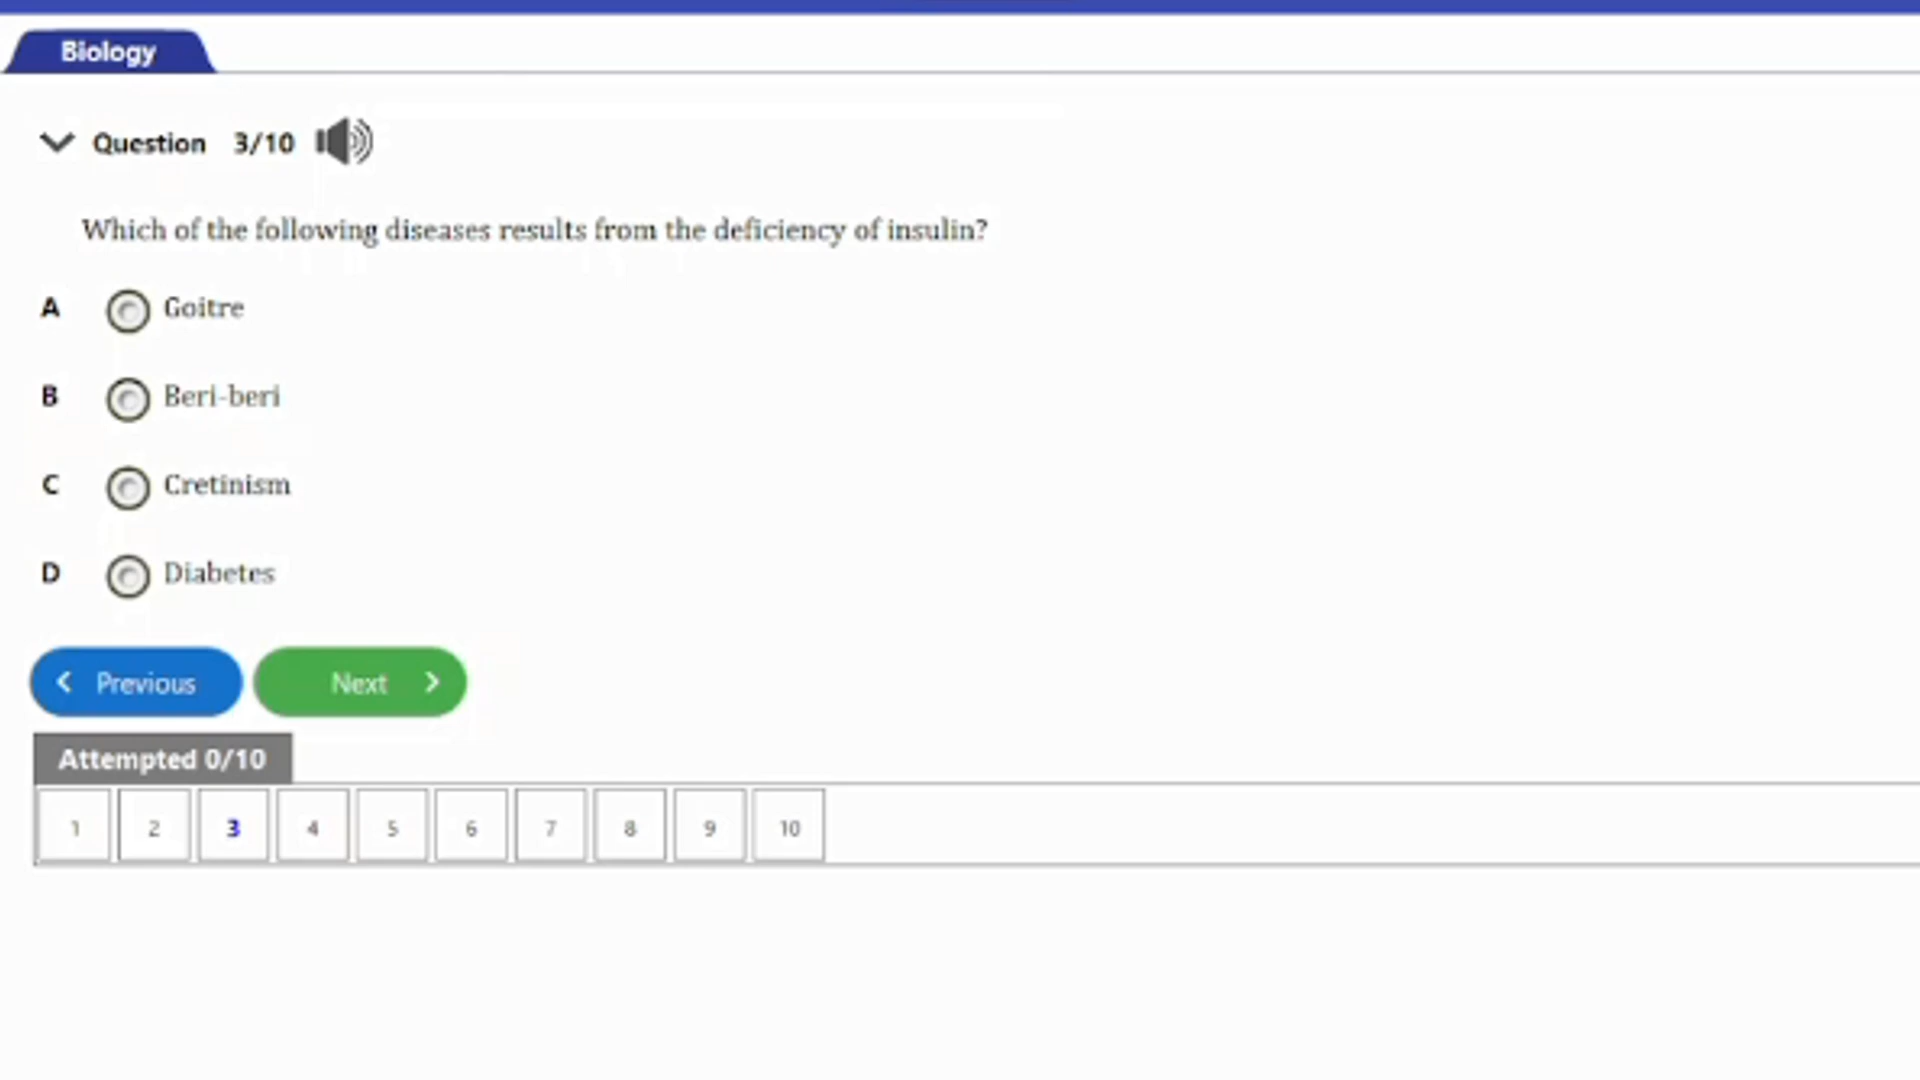 Biology
Question 3/10
Which of the following diseases results from the deficiency of insulin?
A Goitre
B Beri-beri
C Cretinism
D Diabetes
Previous Next
Attempted 0/10
1 2 3 4 5 6 7 8 9 10